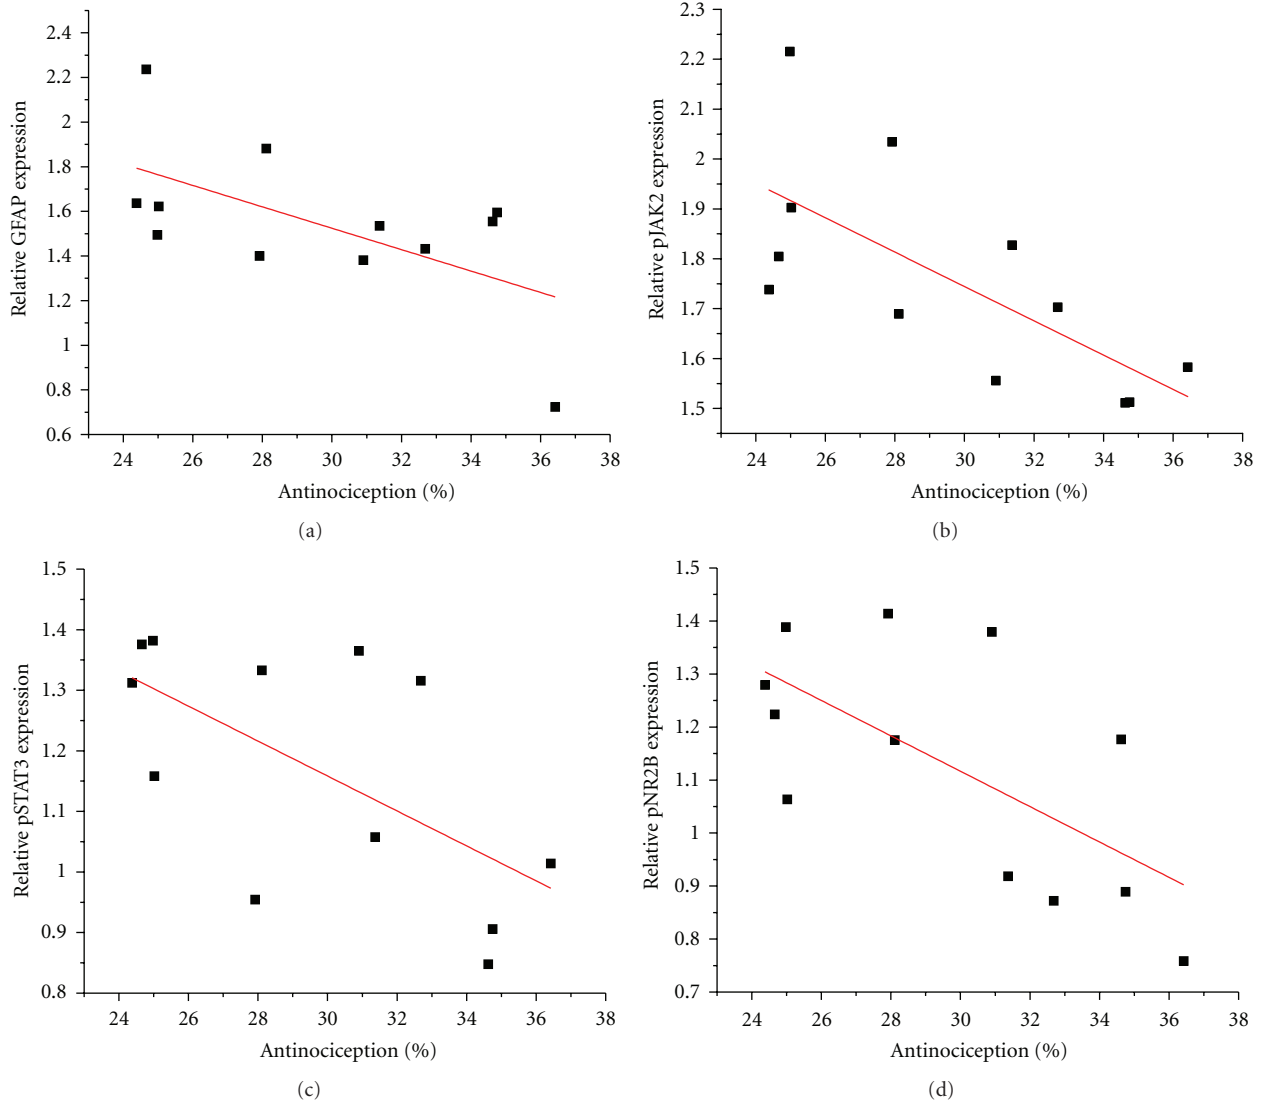 2.4
2.2
2
1.8
1.6
1.4
1.2
1
0.8
0.6
Relative GFAP expression
24 26 28 30 32 34 36 38
Antinociception (%)
(a)
2.3
2.2
2.1
2
1.9
1.8
1.7
1.6
1.5
Relative pJAK2 expression
24 26 28 30 32 34 36 38
Antinociception (%)
(b)
1.5
1.4
1.3
1.2
1.1
1
0.9
0.8
Relative pSTAT3 expression
24 26 28 30 32 34 36 38
Antinociception (%)
(c)
1.5
1.4
1.3
1.2
1.1
1
0.9
0.8
0.7
Relative pNR2B expression
24 26 28 30 32 34 36 38
Antinociception (%)
(d)